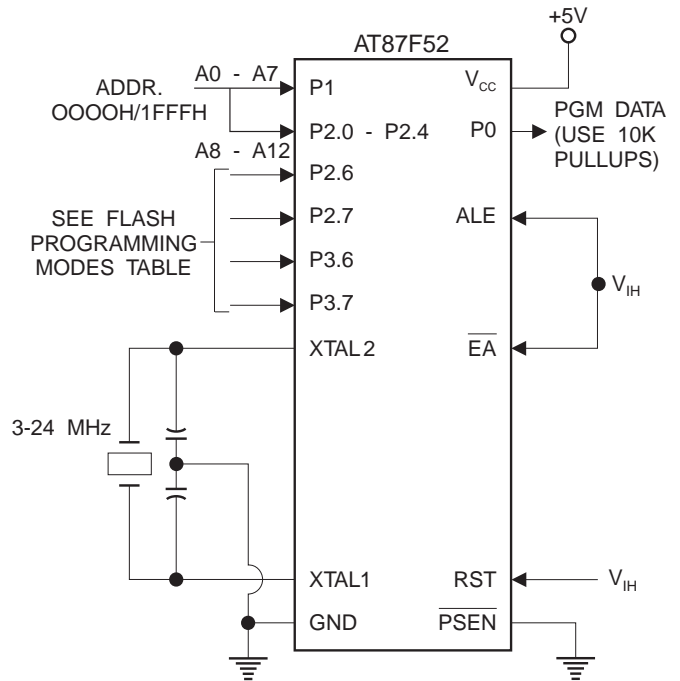 +5V
AT87F52
ADDR.
OOOOH/1FFFH
A0 - A7
P1
VCC
P2.0 - P2.4
P0
PGM DATA
(USE 10K
PULLUPS)
A8 - A12
P2.6
P2.7
ALE
SEE FLASH
PROGRAMMING
MODES TABLE
P3.6
P3.7
VIH
XTAL 2
EA
3-24 MHz
XTAL1
RST
VIH
GND
PSEN